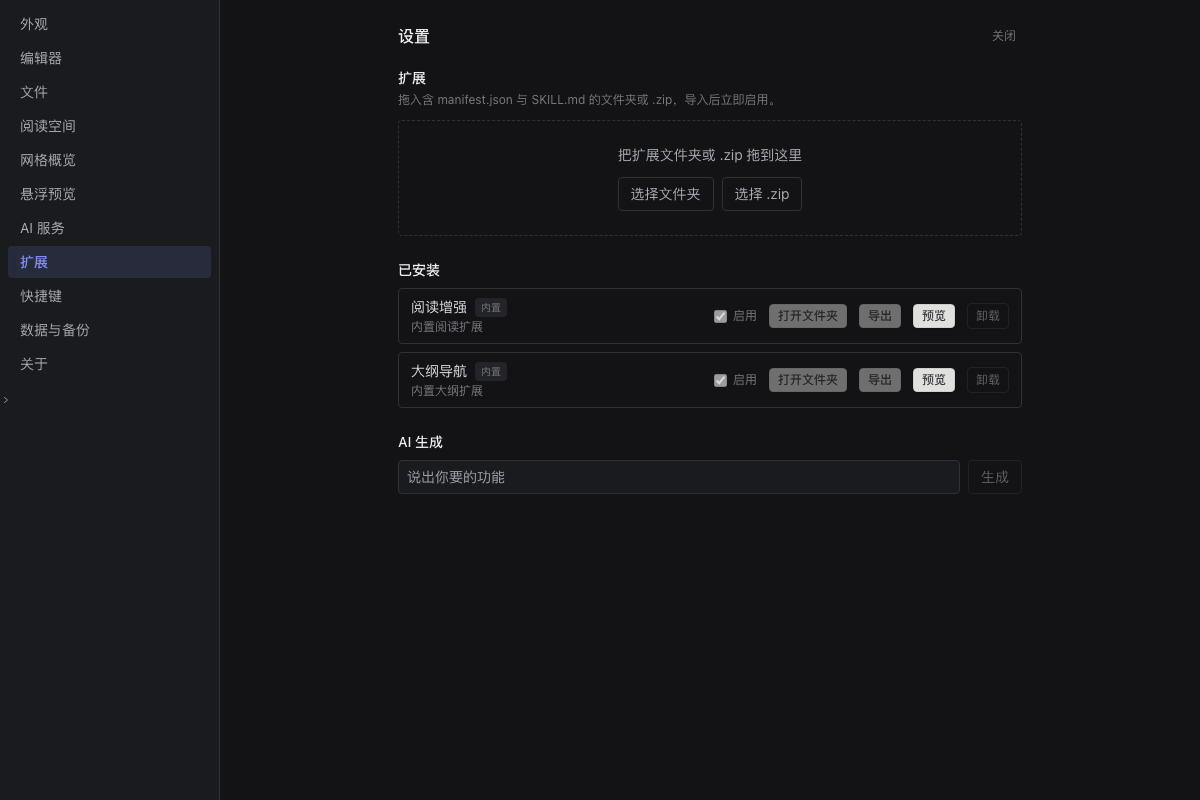 外观
编辑器
文件
阅读空间
网格概览
悬浮预览
AI 服务
扩展
快捷键
数据与备份
关于
设置
关闭
扩展
拖入含 manifest.json 与 SKILL.md 的文件夹或 .zip，导入后立即启用。
把扩展文件夹或 .zip 拖到这里
选择文件夹
选择 .zip
已安装
阅读增强 内置
内置阅读扩展
启用 打开文件夹 导出 预览 卸载
大纲导航 内置
内置大纲扩展
启用 打开文件夹 导出 预览 卸载
AI 生成
说出你要的功能
生成